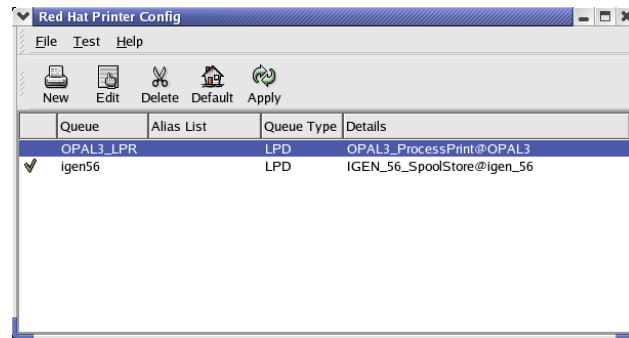 Red Hat Printer Config
File Test Help
New Edit Delete Default Apply
Queue Alias List Queue Type Details
OPAL3_LPR LPD OPAL3_ProcessPrint@OPAL3
igen56 LPD IGEN_56_SpoolStore@igen_56